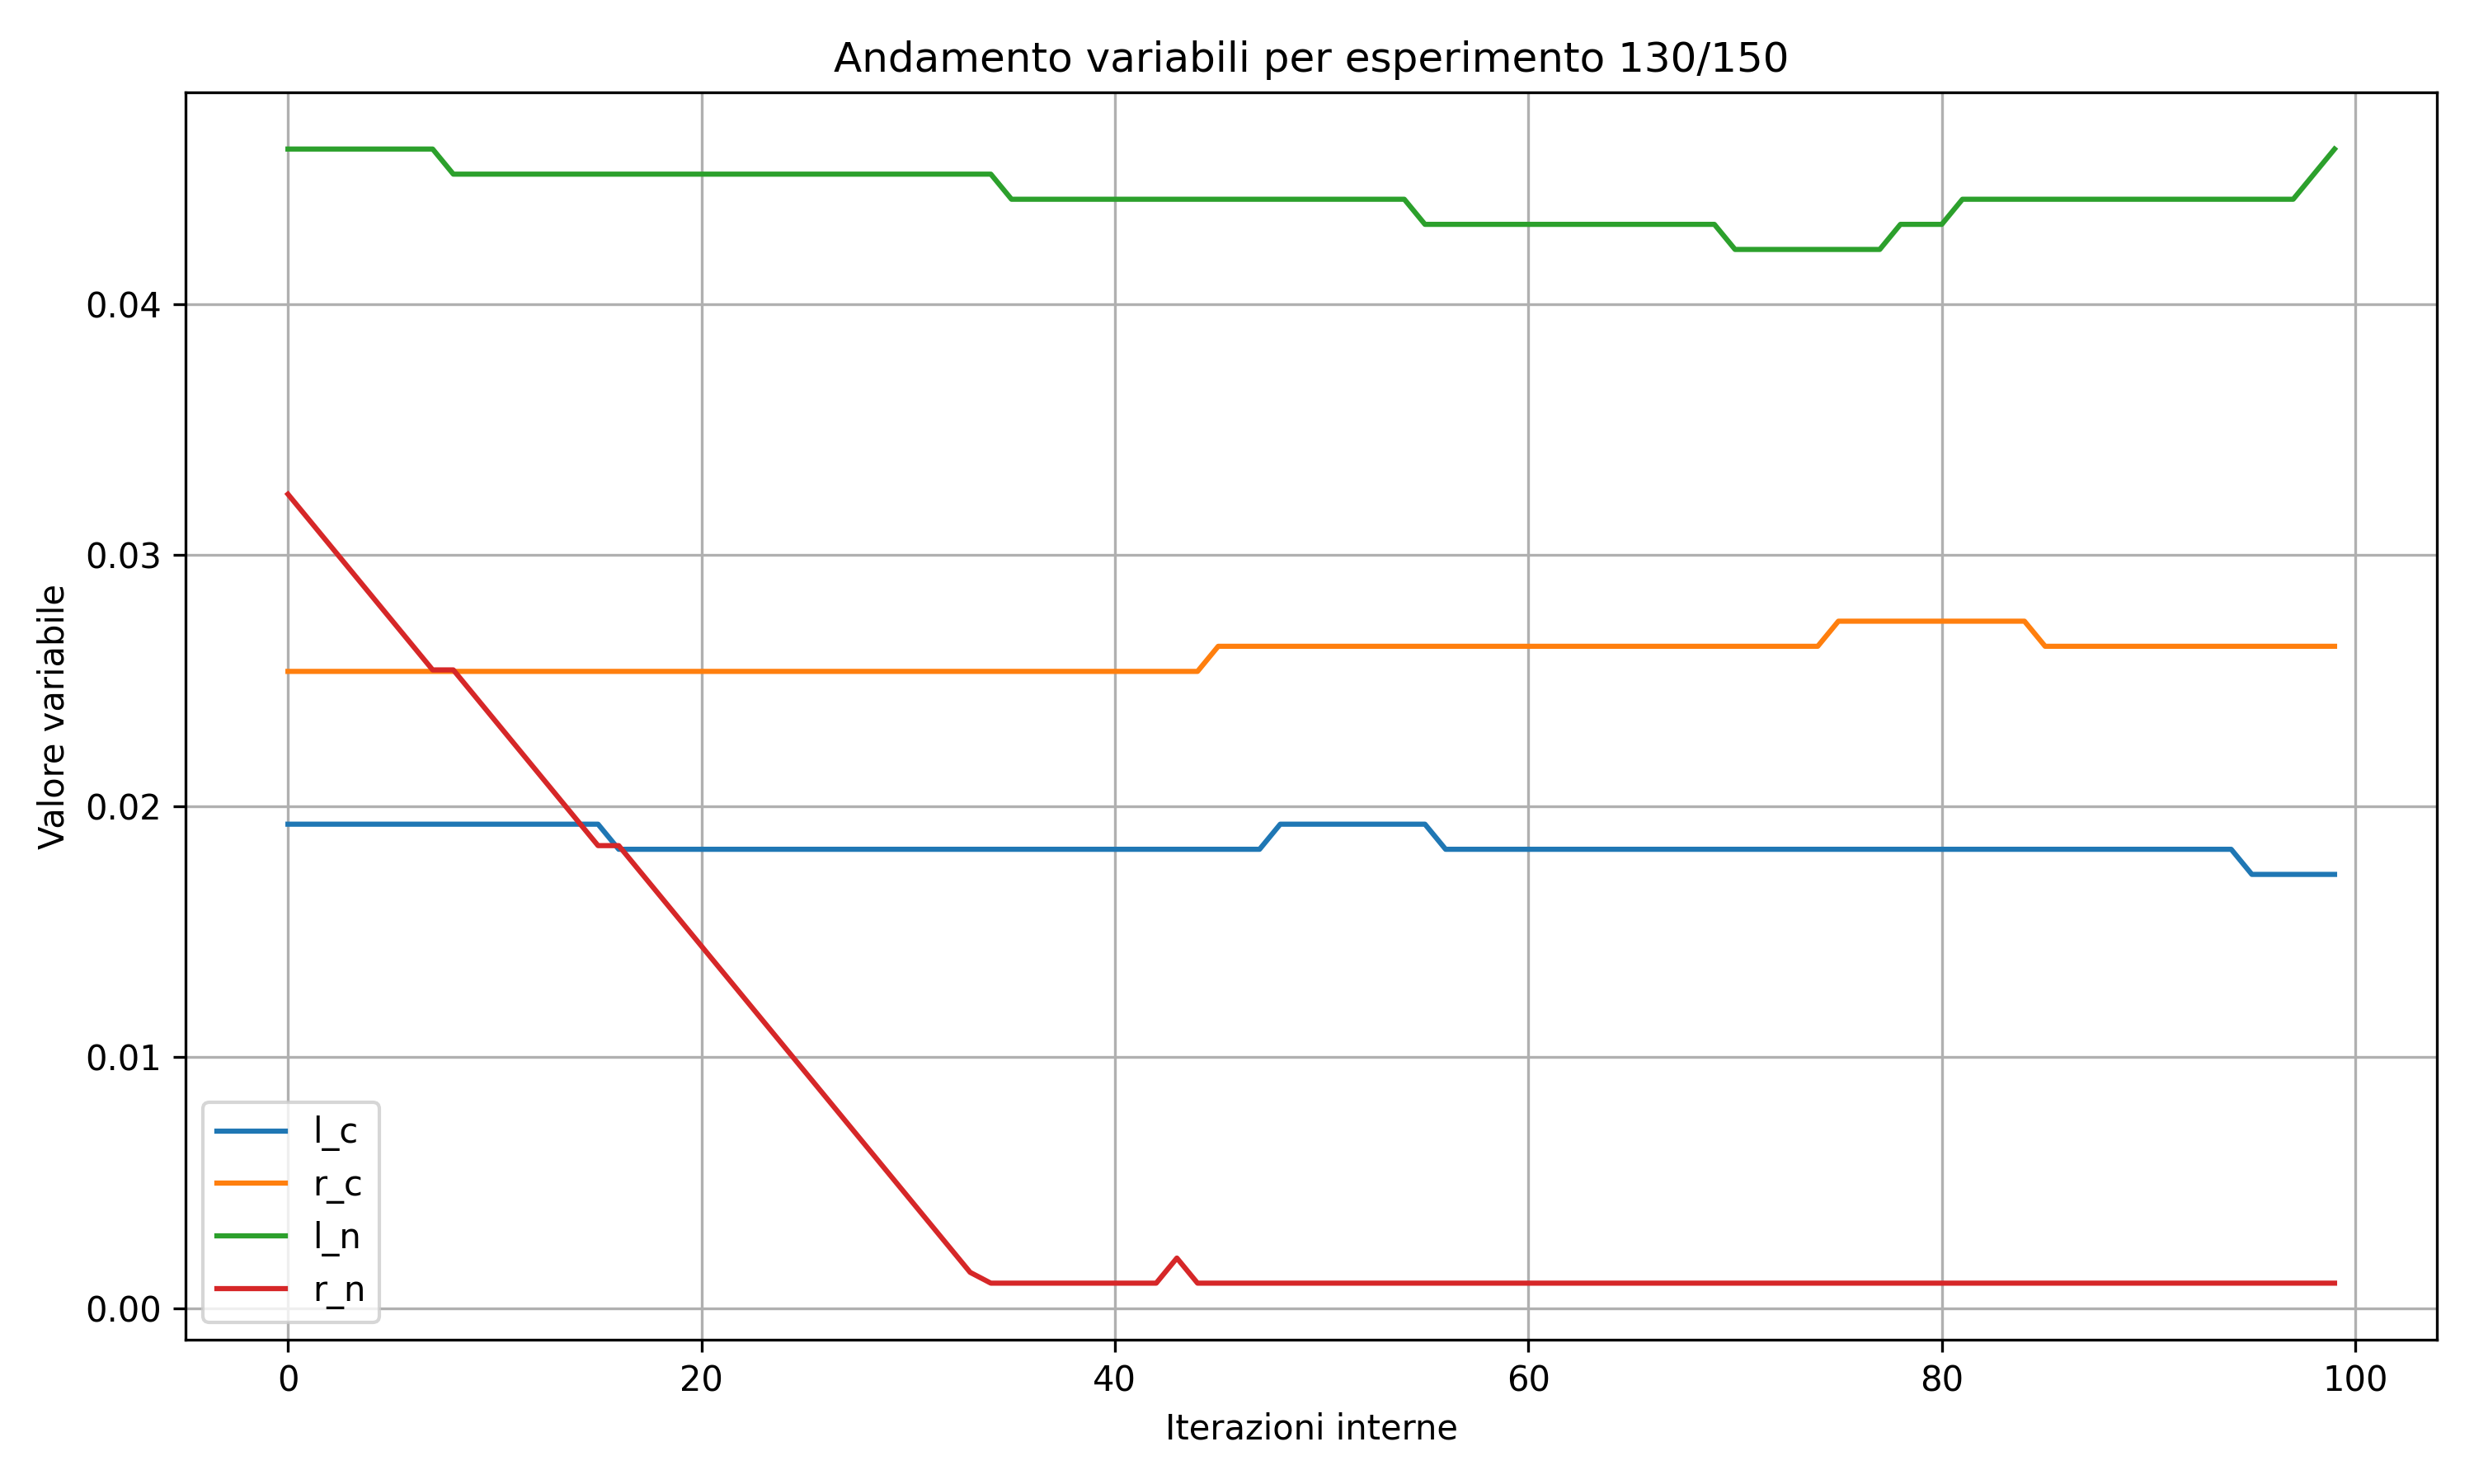 Andamento variabili per esperimento 130/150
Valore variabile
0.04
0.03
0.02
0.01
0.00
l_c
r_c
l_n
r_n
0 20 40 60 80 100
Iterazioni interne